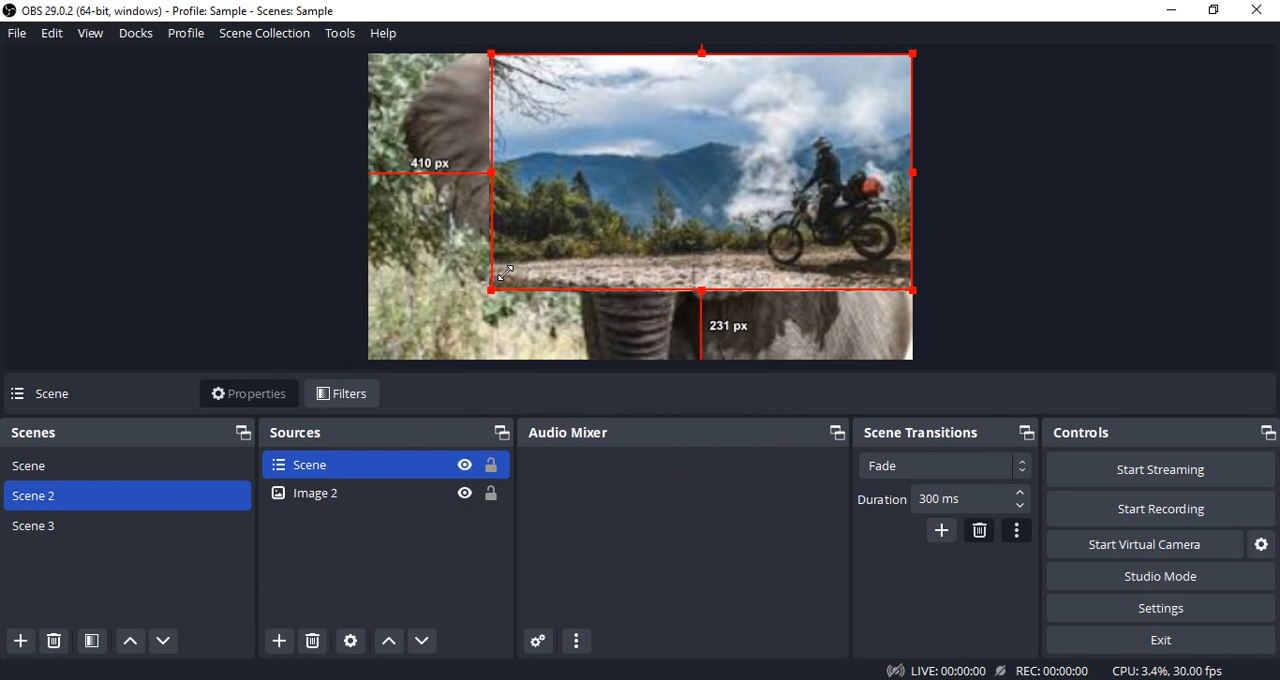 OBS 29.0.2 (64-bit, windows) - Profile: Sample - Scenes: Sample
File Edit View Docks Profile Scene Collection Tools Help
410 px
231 px
Scene Properties Filters
Scenes
Scene
Scene 2
Scene 3
Sources
Scene
Image 2
Audio Mixer
Scene Transitions
Fade
Duration 300 ms
Controls
Start Streaming
Start Recording
Start Virtual Camera
Studio Mode
Settings
Exit
LIVE: 00:00:00 REC: 00:00:00 CPU: 3.4%, 30.00 fps